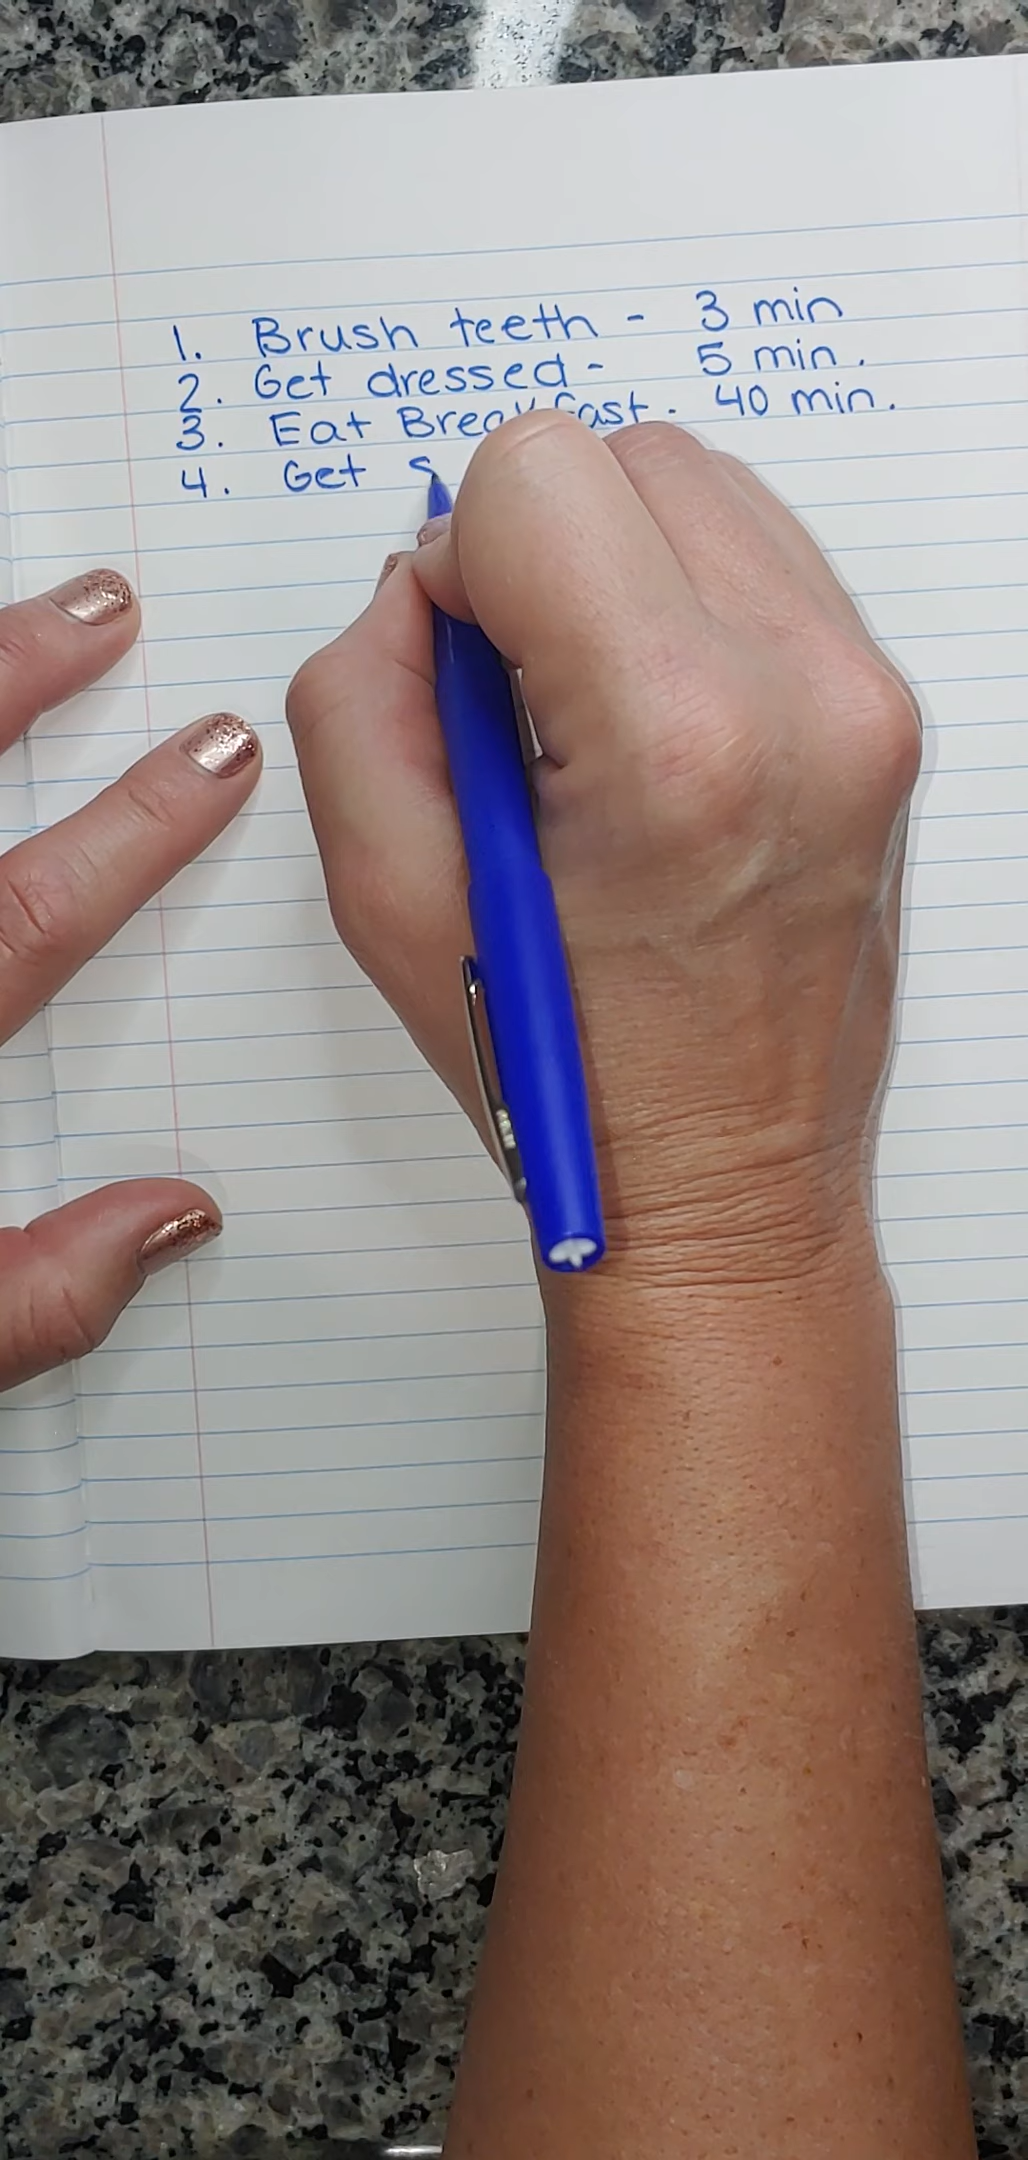 1. Brush teeth - 3 min
2. Get dressed - 5 min.
3. Eat Breakfast - 40 min.
4. Get